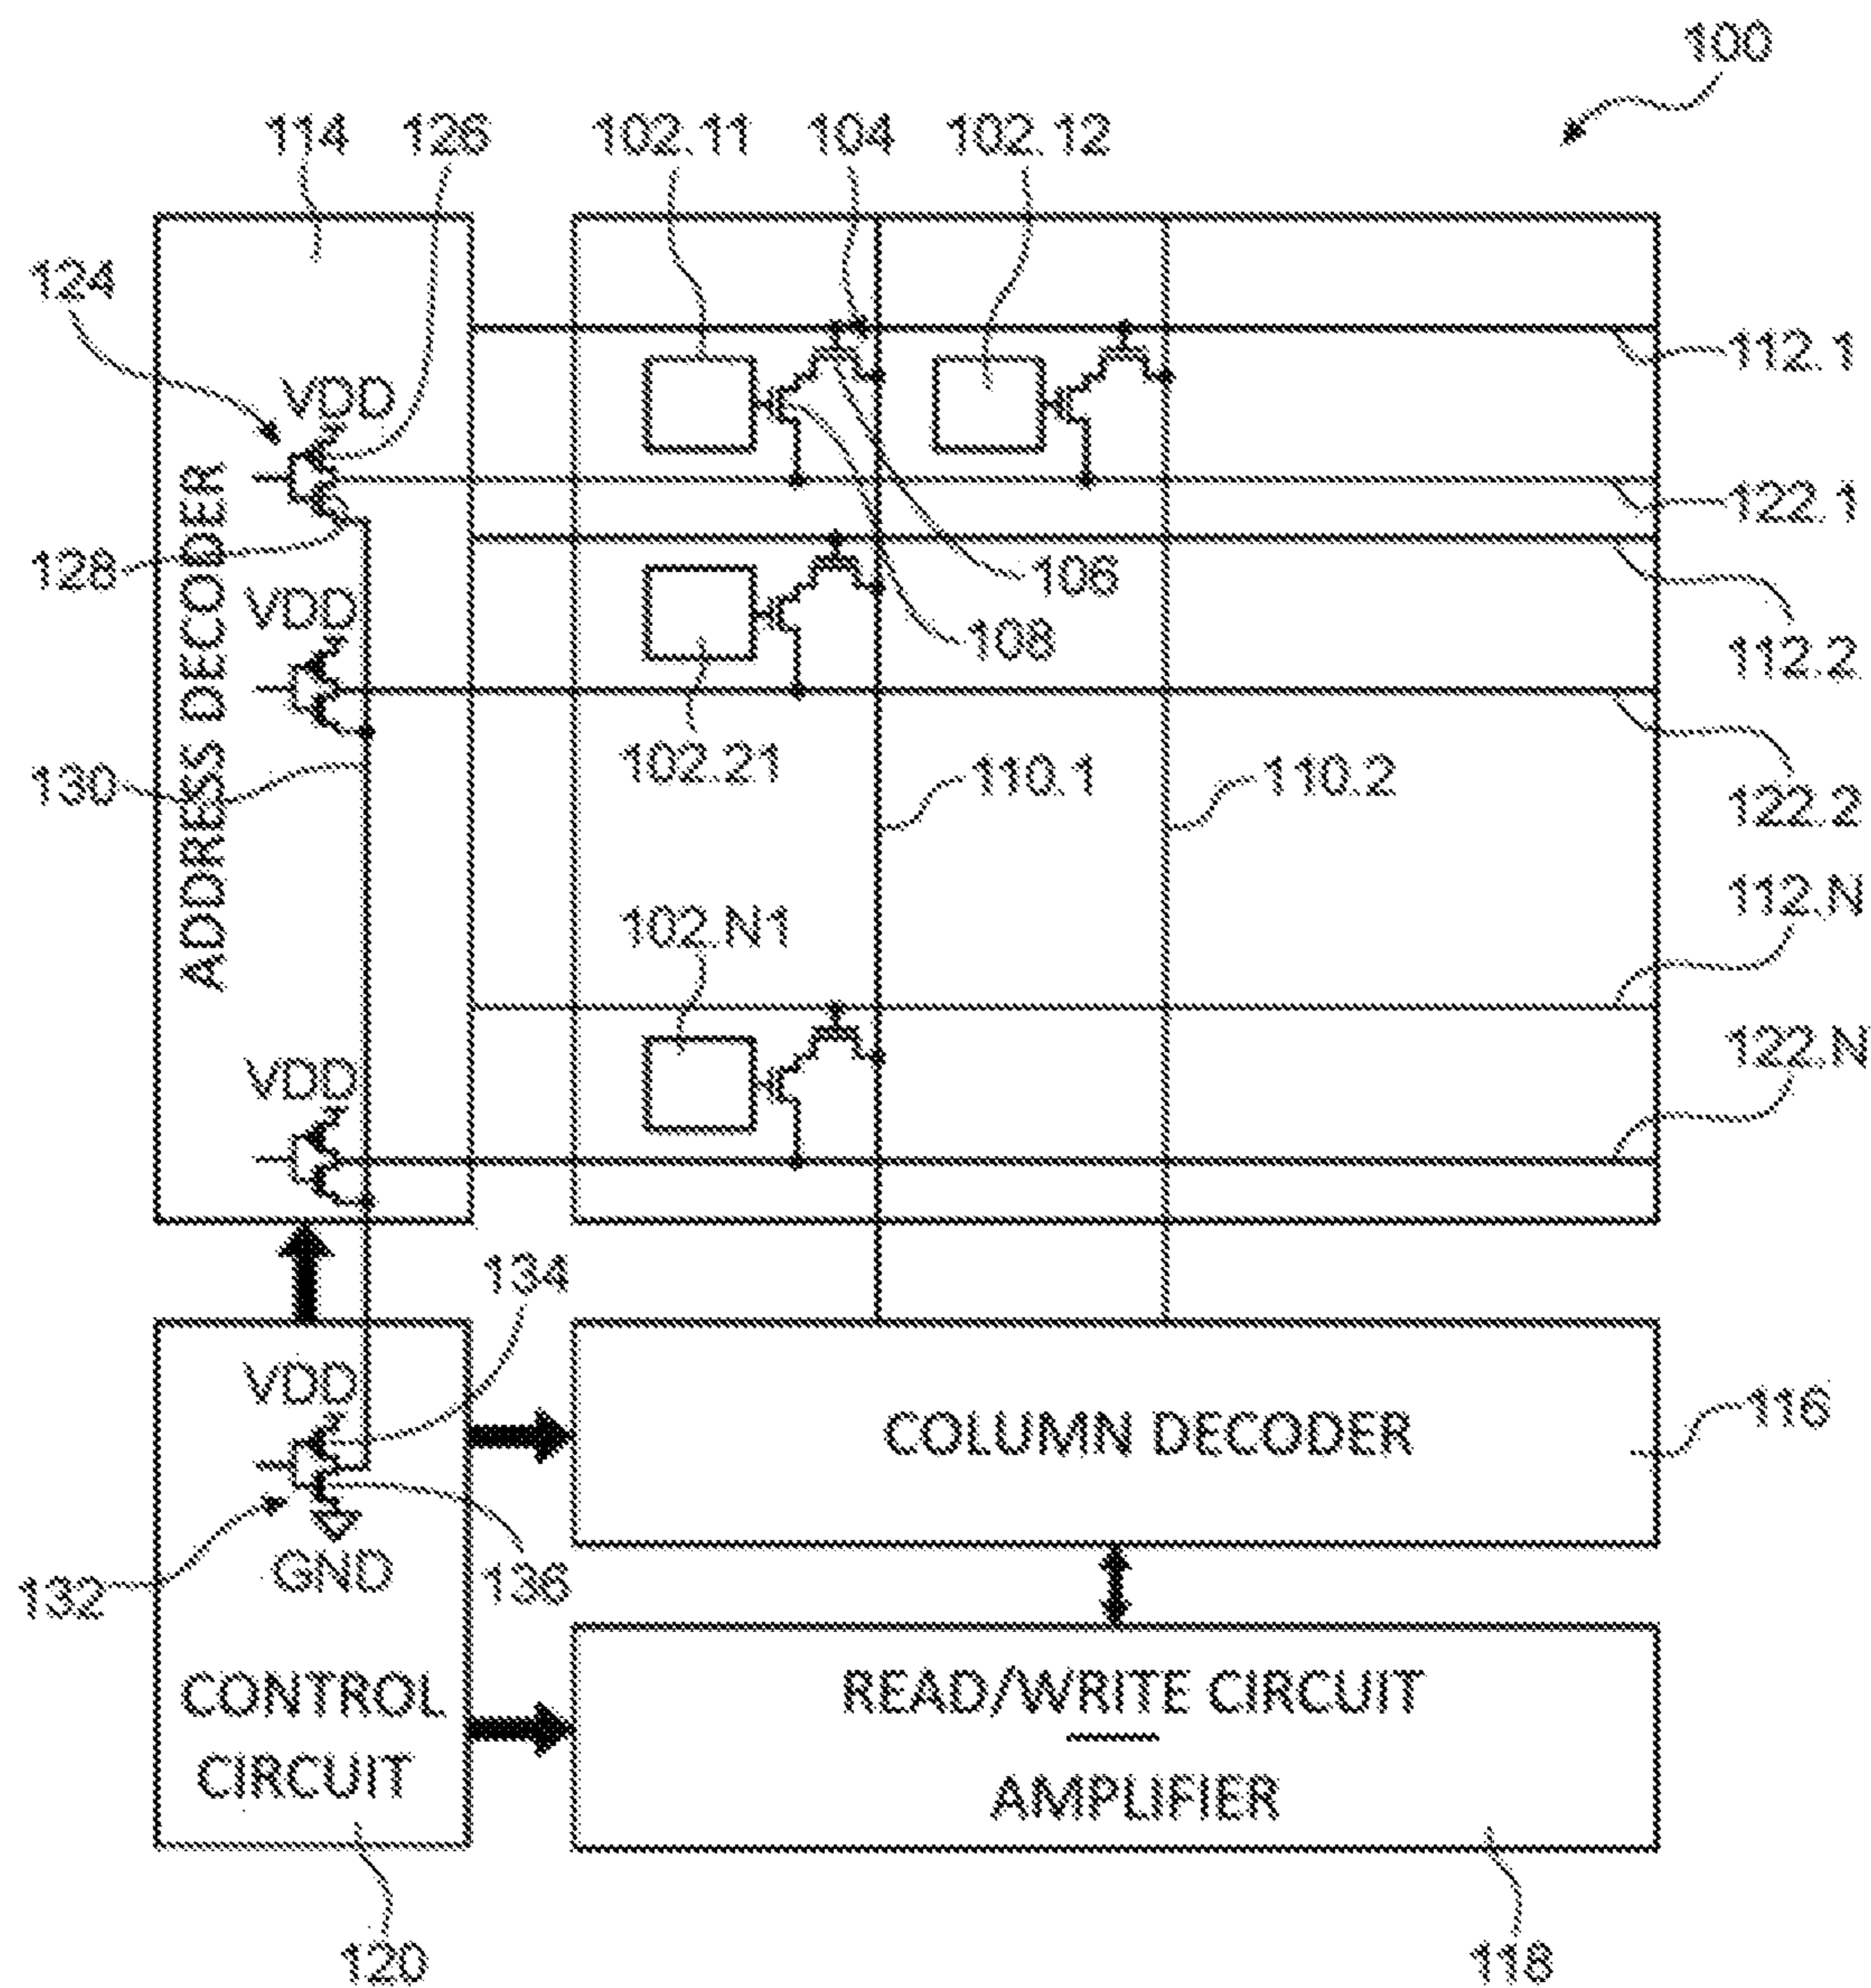 100
114 126 102.11 104 102.12
124
VDD
112.1
122.1
128
VDD
106
108
112.2
102.21
130
110.1 110.2
122.2
ADDRESS DECODER
112.N
102.N1
122.N
VDD
134
VDD
COLUMN DECODER
116
GND
136
132
READ/WRITE CIRCUIT
AMPLIFIER
CONTROL
CIRCUIT
120
118